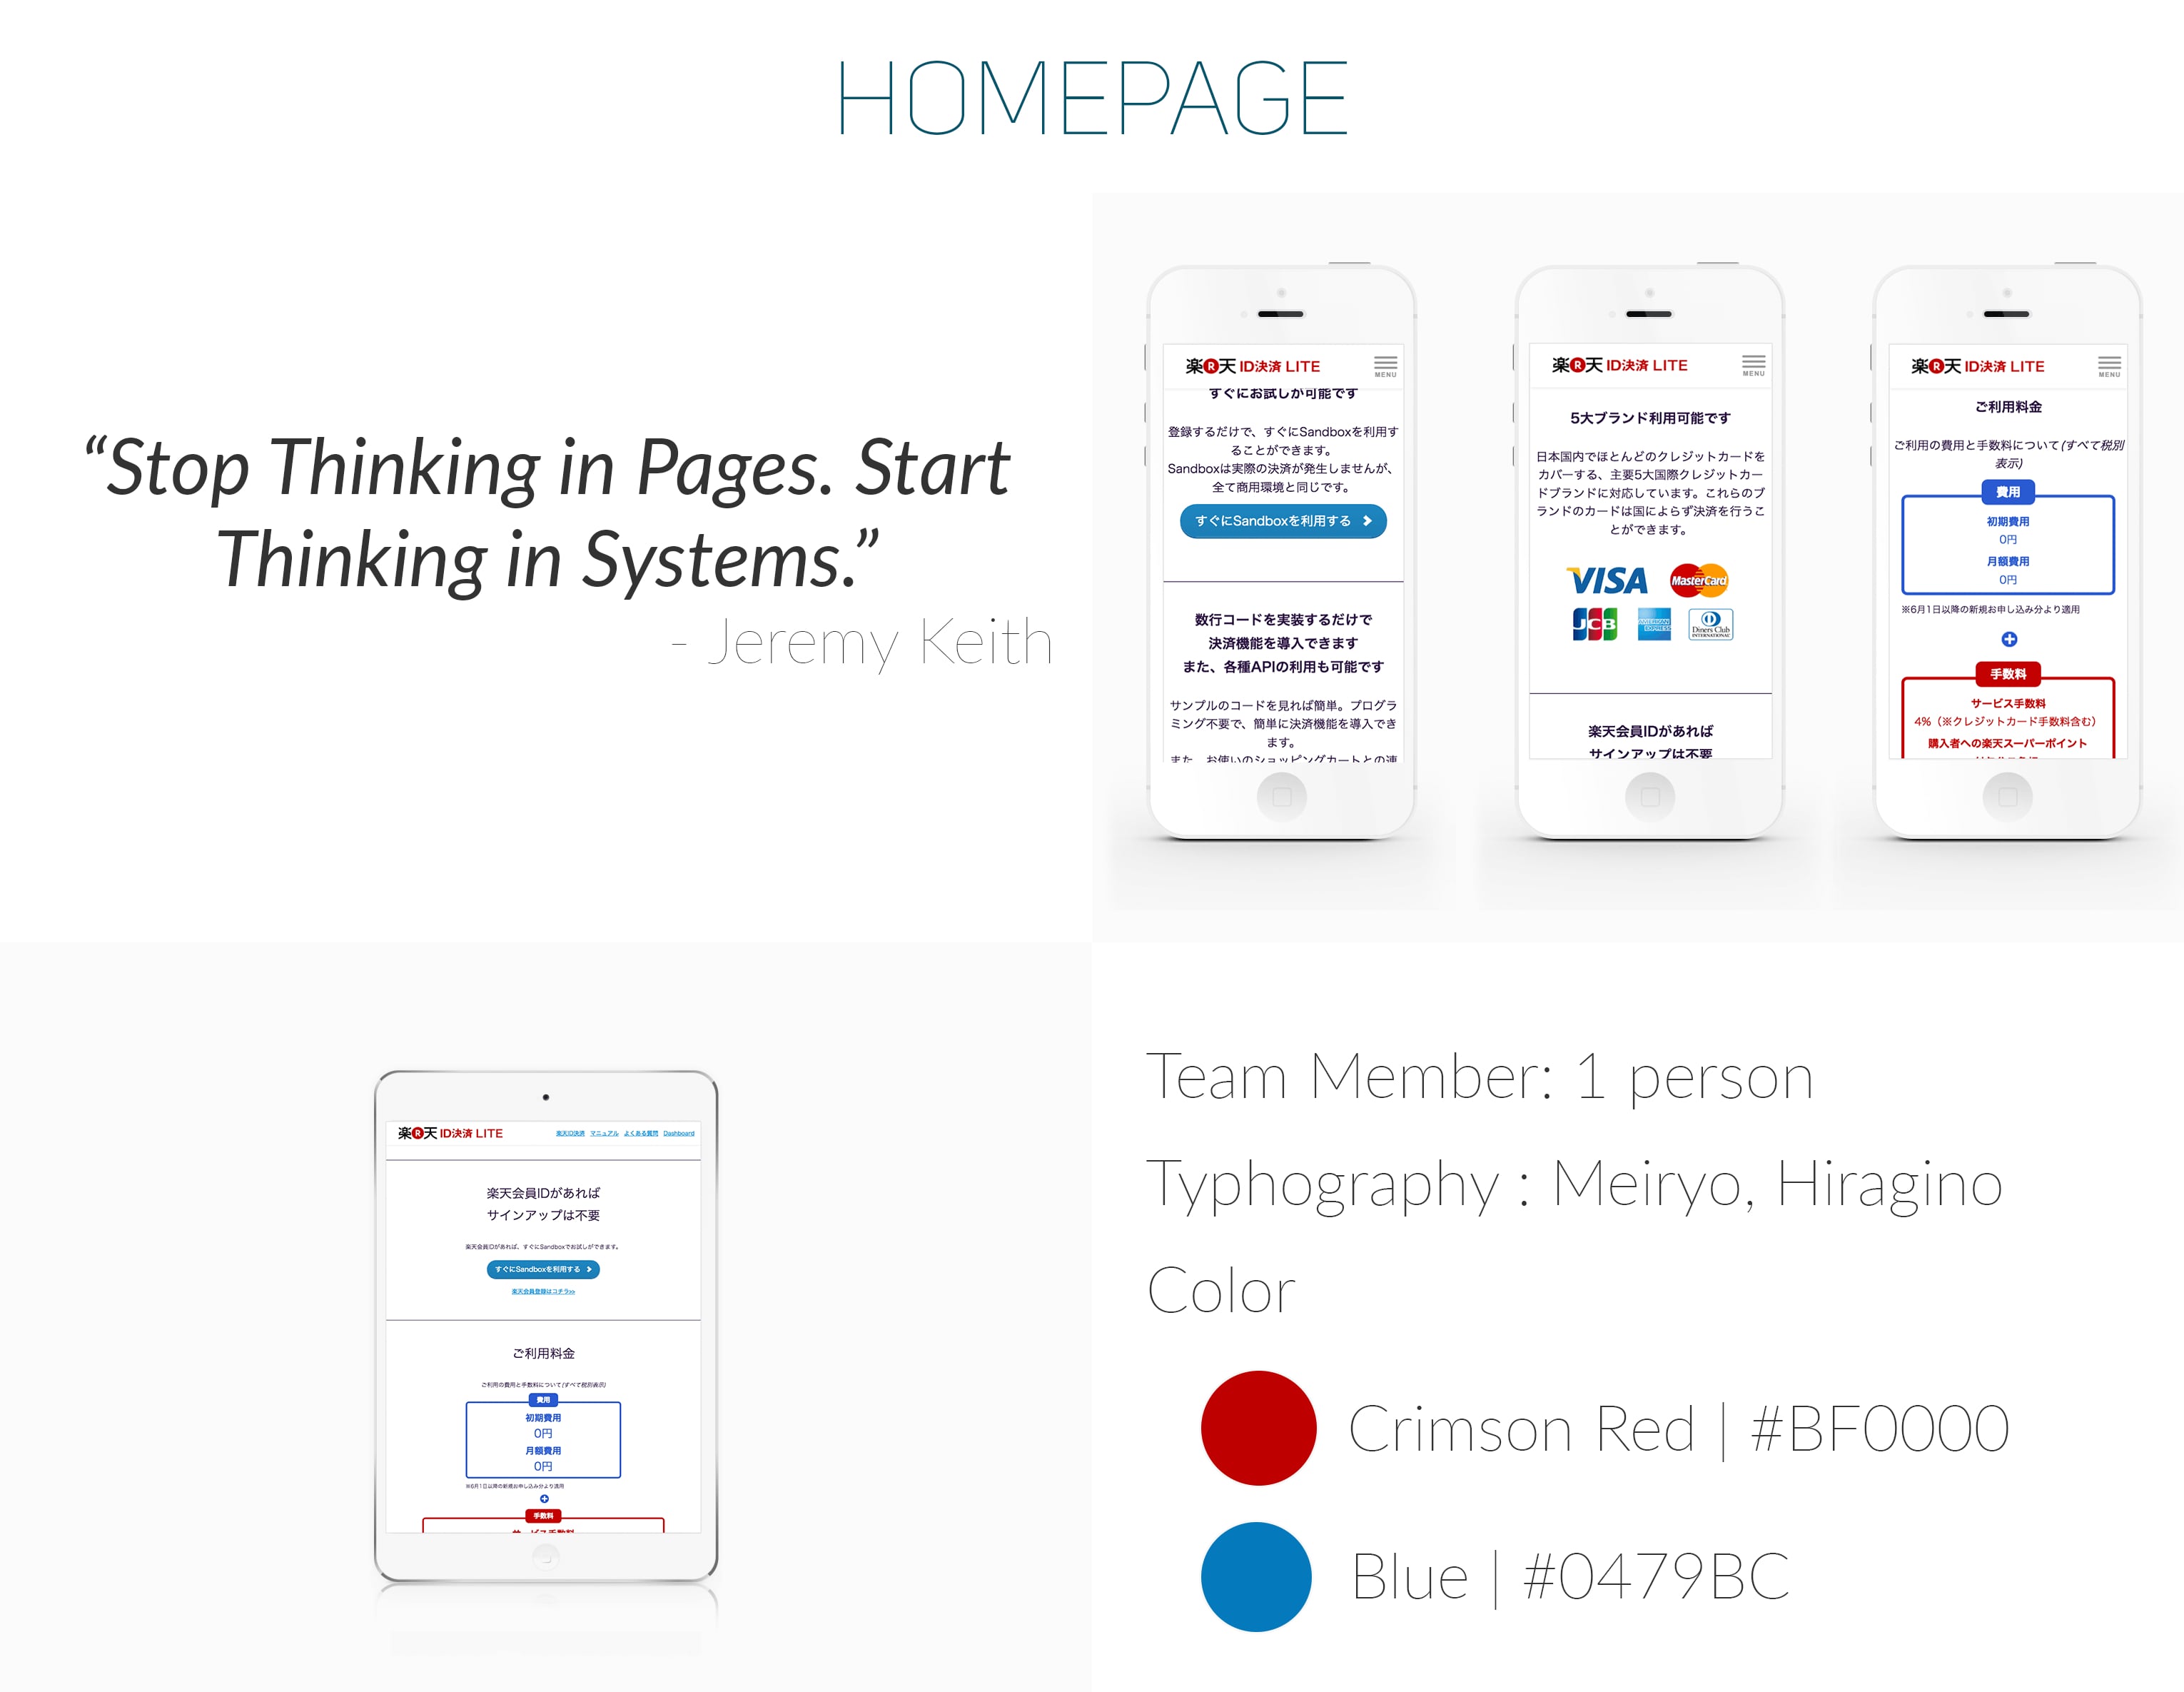 HOMEPAGE
“Stop Thinking in Pages. Start
Thinking in Systems.”
- Jeremy Keith
楽R天 ID決済 LITE
MENU
すぐにお試しが可能です
登録するだけで、すぐにSandboxを利用す
ることができます。
Sandboxは実際の決済が発生しませんが、
全て商用環境と同じです。
すぐにSandboxを利用する
数行コードを実装するだけで
決済機能を導入できます
また、各種APIの利用も可能です
サンプルのコードを見れば簡単。プログラ
ミング不要で、簡単に決済機能を導入でき
ます。
また、お使いのショッピングカートとの連
楽R天 ID決済 LITE
MENU
5大ブランド利用可能です
日本国内でほとんどのクレジットカードを
カバーする、主要5大国際クレジットカー
ドブランドに対応しています。これらのブ
ランドのカードは国によらず決済を行うこ
とができます。
VISA
MasterCard
JCB
AMERICAN EXPRESS
Diners Club
INTERNATIONAL
楽天会員IDがあれば
サインアップは不要
楽R天 ID決済 LITE
MENU
ご利用料金
ご利用の費用と手数料について(すべて税別
表示)
費用
初期費用
0円
月額費用
0円
※6月1日以降の新規お申し込み分より適用
手数料
サービス手数料
4%（※クレジットカード手数料含む）
購入者への楽天スーパーポイント
楽R天 ID決済 LITE
楽天ID決済 マニュアル よくある質問 Dashboard
楽天会員IDがあれば
サインアップは不要
楽天会員IDがあれば、すぐにSandboxでお試しができます。
すぐにSandboxを利用する
楽天会員登録はコチラ>>
ご利用料金
ご利用の費用と手数料について(すべて税別表示)
費用
初期費用
0円
月額費用
0円
※6月1日以降の新規お申し込み分より適用
手数料
サービス手数料
Team Member: 1 person
Typhography : Meiryo, Hiragino
Color
Crimson Red | #BF0000
Blue | #0479BC